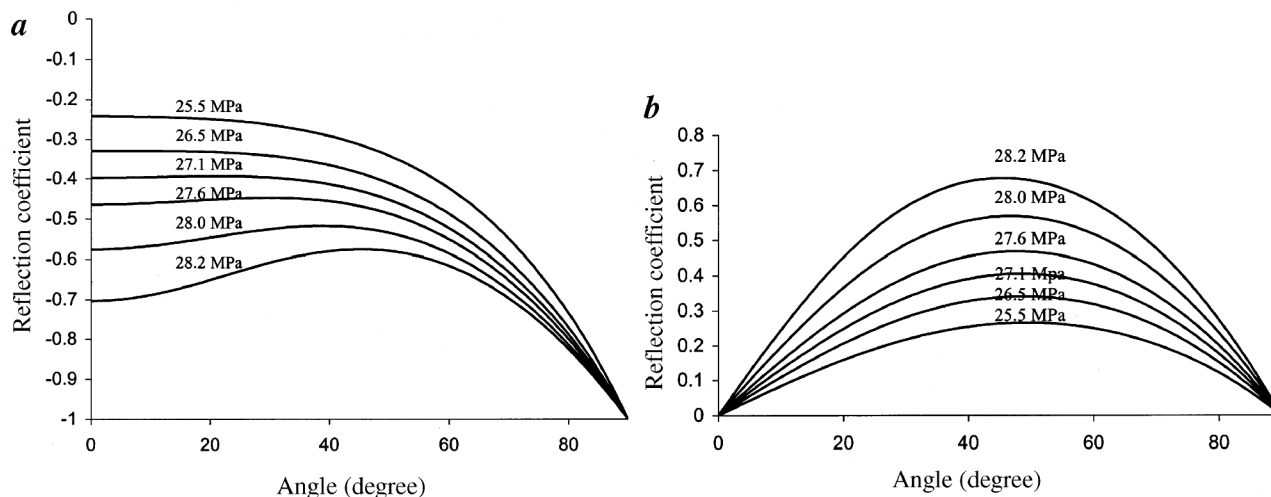 a
0
-0.1
-0.2
-0.3
-0.4
-0.5
-0.6
-0.7
-0.8
-0.9
-1
Reflection coefficient
25.5 MPa
26.5 MPa
27.1 MPa
27.6 MPa
28.0 MPa
28.2 MPa
0 20 40 60 80
Angle (degree)
b
0.8
0.7
0.6
0.5
0.4
0.3
0.2
0.1
0
Reflection coefficient
28.2 MPa
28.0 MPa
27.6 MPa
27.1 Mpa
26.5 MPa
25.5 MPa
0 20 40 60 80
Angle (degree)